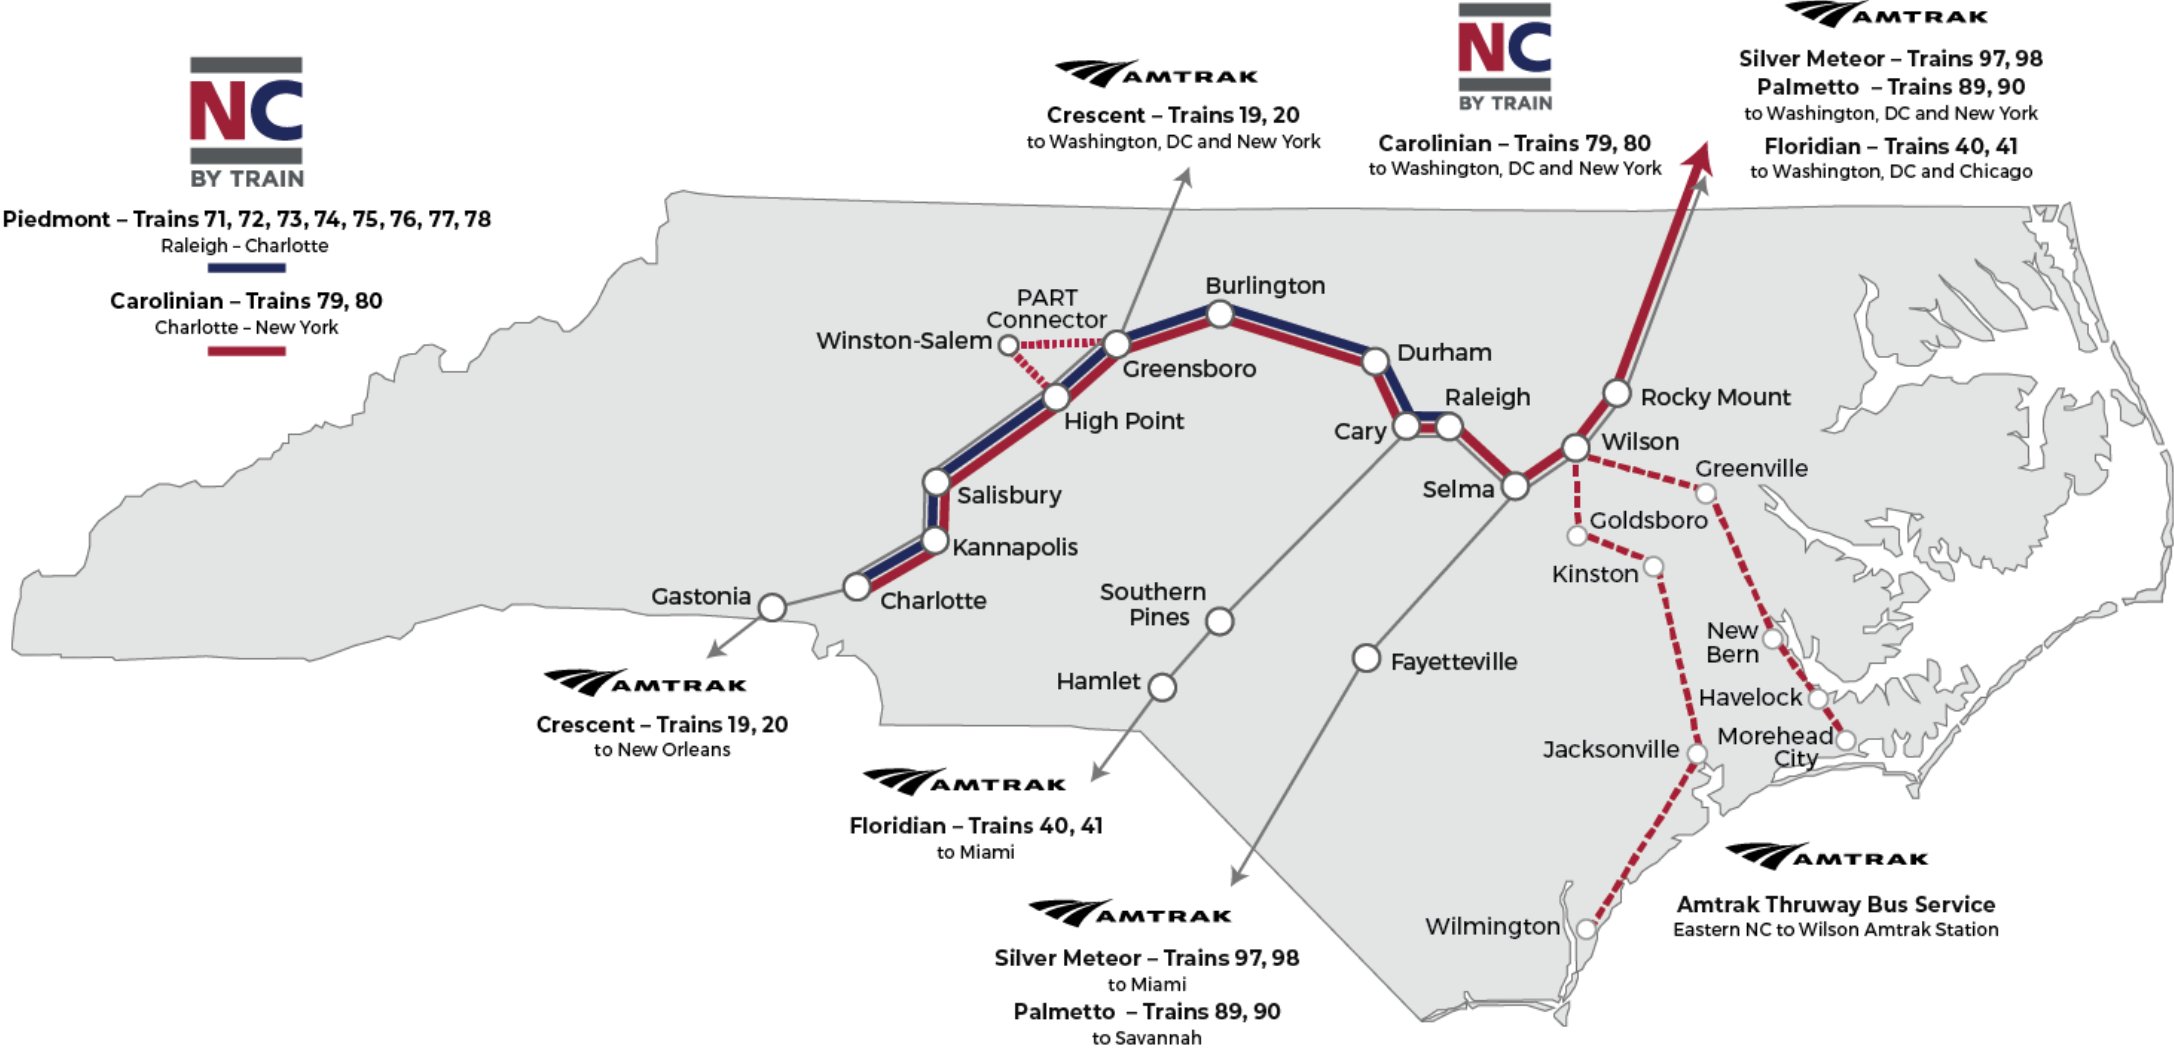 NC
BY TRAIN
Piedmont – Trains 71, 72, 73, 74, 75, 76, 77, 78
Raleigh – Charlotte
Carolinian – Trains 79, 80
Charlotte – New York
AMTRAK
Crescent – Trains 19, 20
to Washington, DC and New York
NC
BY TRAIN
Carolinian – Trains 79, 80
to Washington, DC and New York
AMTRAK
Silver Meteor – Trains 97, 98
Palmetto – Trains 89, 90
to Washington, DC and New York
Floridian – Trains 40, 41
to Washington, DC and Chicago
PART
Connector
Winston-Salem
Burlington
Greensboro
High Point
Durham
Raleigh
Cary
Rocky Mount
Wilson
Selma
Greenville
Goldsboro
Kinston
Salisbury
Kannapolis
Charlotte
Gastonia
Southern
Pines
Hamlet
Fayetteville
New
Bern
Havelock
Morehead
City
Jacksonville
Wilmington
AMTRAK
Crescent – Trains 19, 20
to New Orleans
AMTRAK
Floridian – Trains 40, 41
to Miami
AMTRAK
Silver Meteor – Trains 97, 98
to Miami
Palmetto – Trains 89, 90
to Savannah
AMTRAK
Amtrak Thruway Bus Service
Eastern NC to Wilson Amtrak Station